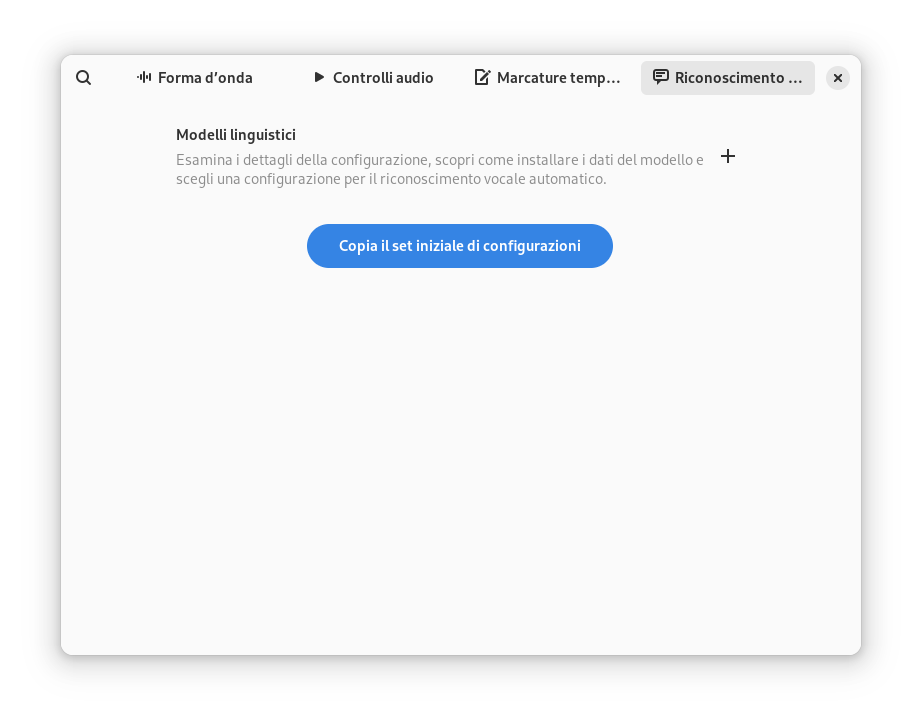 Forma d’onda
Controlli audio
Marcature temp…
Riconoscimento …
Modelli linguistici
Esamina i dettagli della configurazione, scopri come installare i dati del modello e
scegli una configurazione per il riconoscimento vocale automatico.
Copia il set iniziale di configurazioni